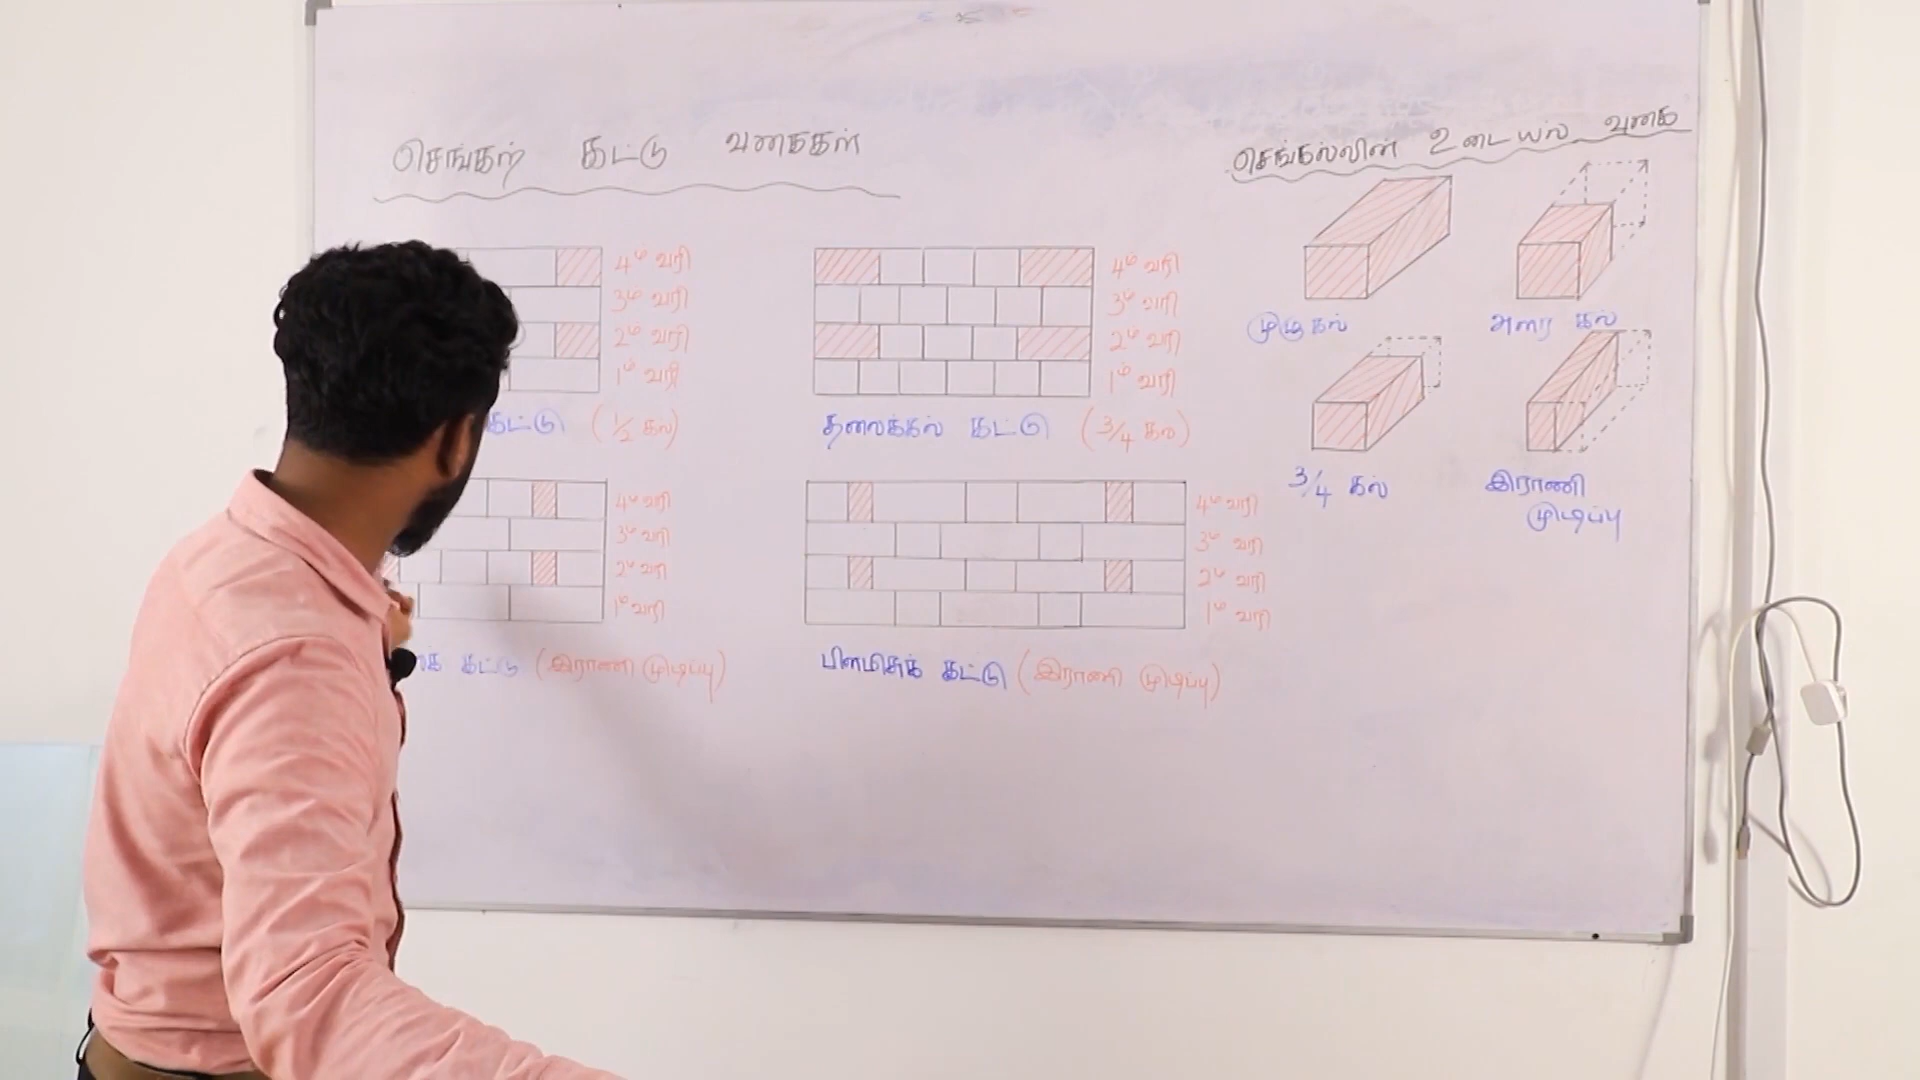 செங்கற் கட்டு வகைகள்
4ம் வரி
3ம் வரி
2ம் வரி
1ம் வரி
கட்டு (1/2 கல்)
4ம் வரி
3ம் வரி
2ம் வரி
1ம் வரி
தலைக்கல் கட்டு (3/4 கல்)
4ம் வரி
3ம் வரி
2ம் வரி
1ம் வரி
கட்டு (இராணி முடிப்பு)
4ம் வரி
3ம் வரி
2ம் வரி
1ம் வரி
பிளமிசுக் கட்டு (இராணி முடிப்பு)
செங்கல்லின் உடையல் வகை
முழுகல்
அரை கல்
3/4 கல்
இராணி
முடிப்பு